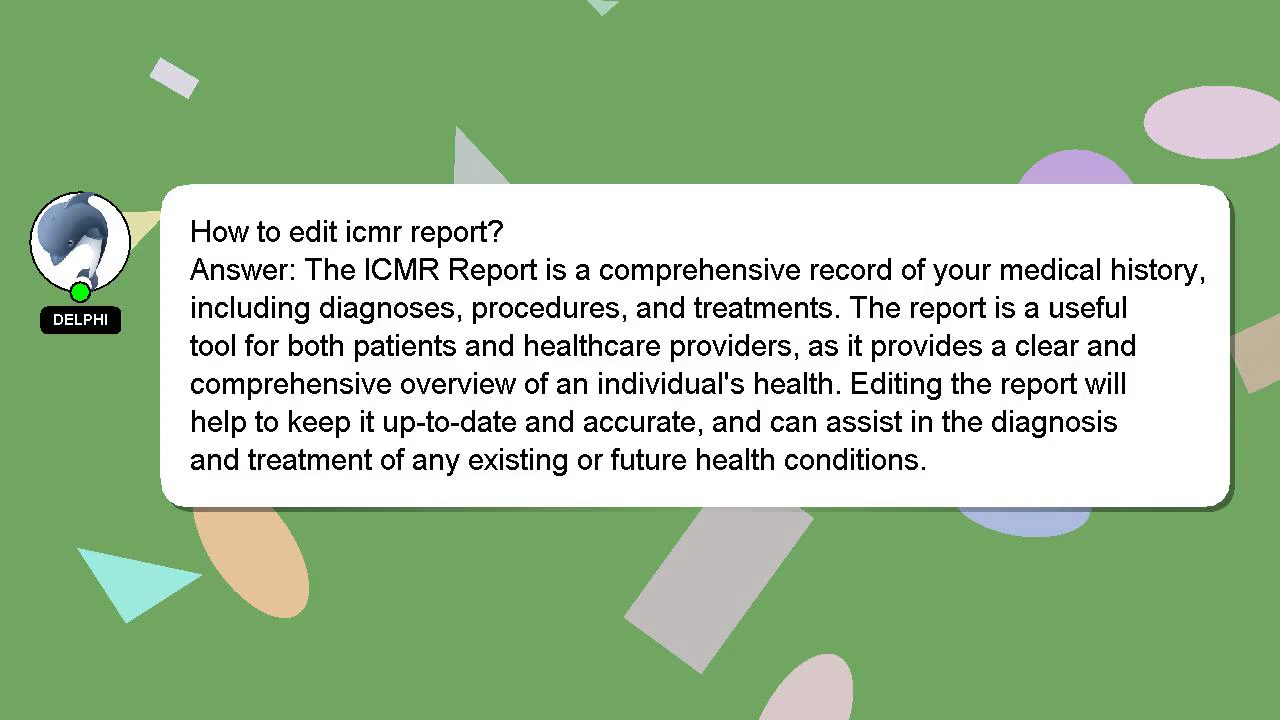 How to edit icmr report?
Answer: The ICMR Report is a comprehensive record of your medical history,
including diagnoses, procedures, and treatments. The report is a useful
tool for both patients and healthcare providers, as it provides a clear and
comprehensive overview of an individual's health. Editing the report will
help to keep it up-to-date and accurate, and can assist in the diagnosis
and treatment of any existing or future health conditions.
DELPHI